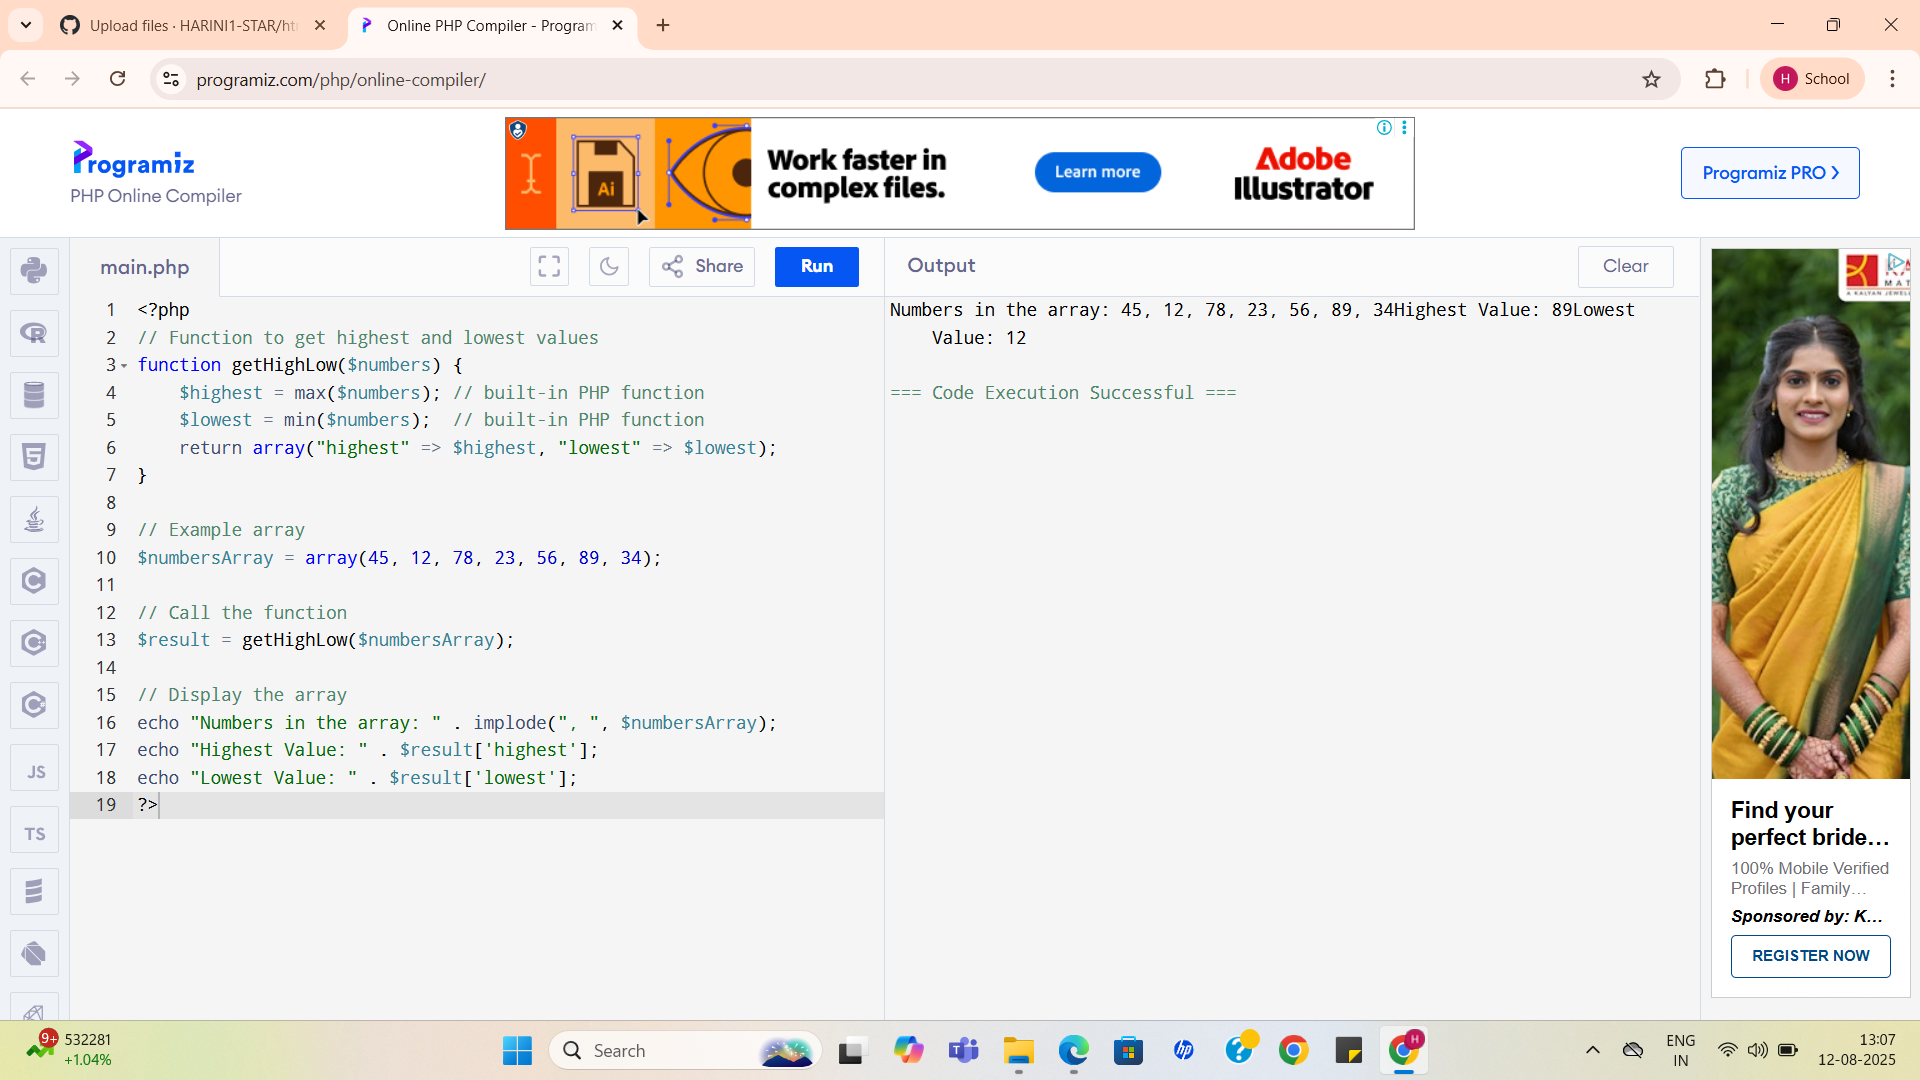 Upload files · HARINI1-STAR/ht
Online PHP Compiler - Program
programiz.com/php/online-compiler/
H School
Programiz
PHP Online Compiler
Ai
Work faster in
complex files.
Learn more
Adobe
Illustrator
Programiz PRO
main.php
Share
Run
Output
Clear
1 <?php
2 // Function to get highest and lowest values
3 function getHighLow($numbers) {
4 $highest = max($numbers); // built-in PHP function
5 $lowest = min($numbers); // built-in PHP function
6 return array("highest" => $highest, "lowest" => $lowest);
7 }
8
9 // Example array
10 $numbersArray = array(45, 12, 78, 23, 56, 89, 34);
11
12 // Call the function
13 $result = getHighLow($numbersArray);
14
15 // Display the array
16 echo "Numbers in the array: " . implode(", ", $numbersArray);
17 echo "Highest Value: " . $result['highest'];
18 echo "Lowest Value: " . $result['lowest'];
19 ?>
Numbers in the array: 45, 12, 78, 23, 56, 89, 34Highest Value: 89Lowest
Value: 12
=== Code Execution Successful ===
R
5
C
C
C
JS
TS
MAT
A KALYAN JEWEL
Find your
perfect bride...
100% Mobile Verified
Profiles | Family...
Sponsored by: K...
REGISTER NOW
9+
532281
+1.04%
Search
hp
H
ENG
IN
13:07
12-08-2025